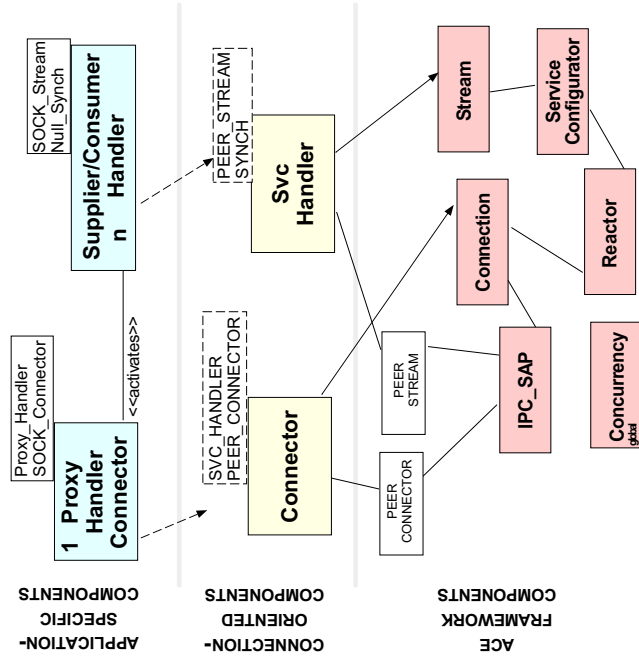 APPLICATION-
SPECIFIC
COMPONENTS
Proxy_Handler
SOCK_Connector
1 Proxy
Handler
Connector
<<activates>>
SOCK_Stream
Null_Synch
Supplier/Consumer
Handler
n
CONNECTION-
ORIENTED
COMPONENTS
SVC_HANDLER
PEER_CONNECTOR
Connector
PEER_STREAM
SYNCH
Svc
Handler
ACE
FRAMEWORK
COMPONENTS
PEER
CONNECTOR
PEER
STREAM
IPC_SAP
Connection
Stream
Service
Configurator
Reactor
Concurrency
global